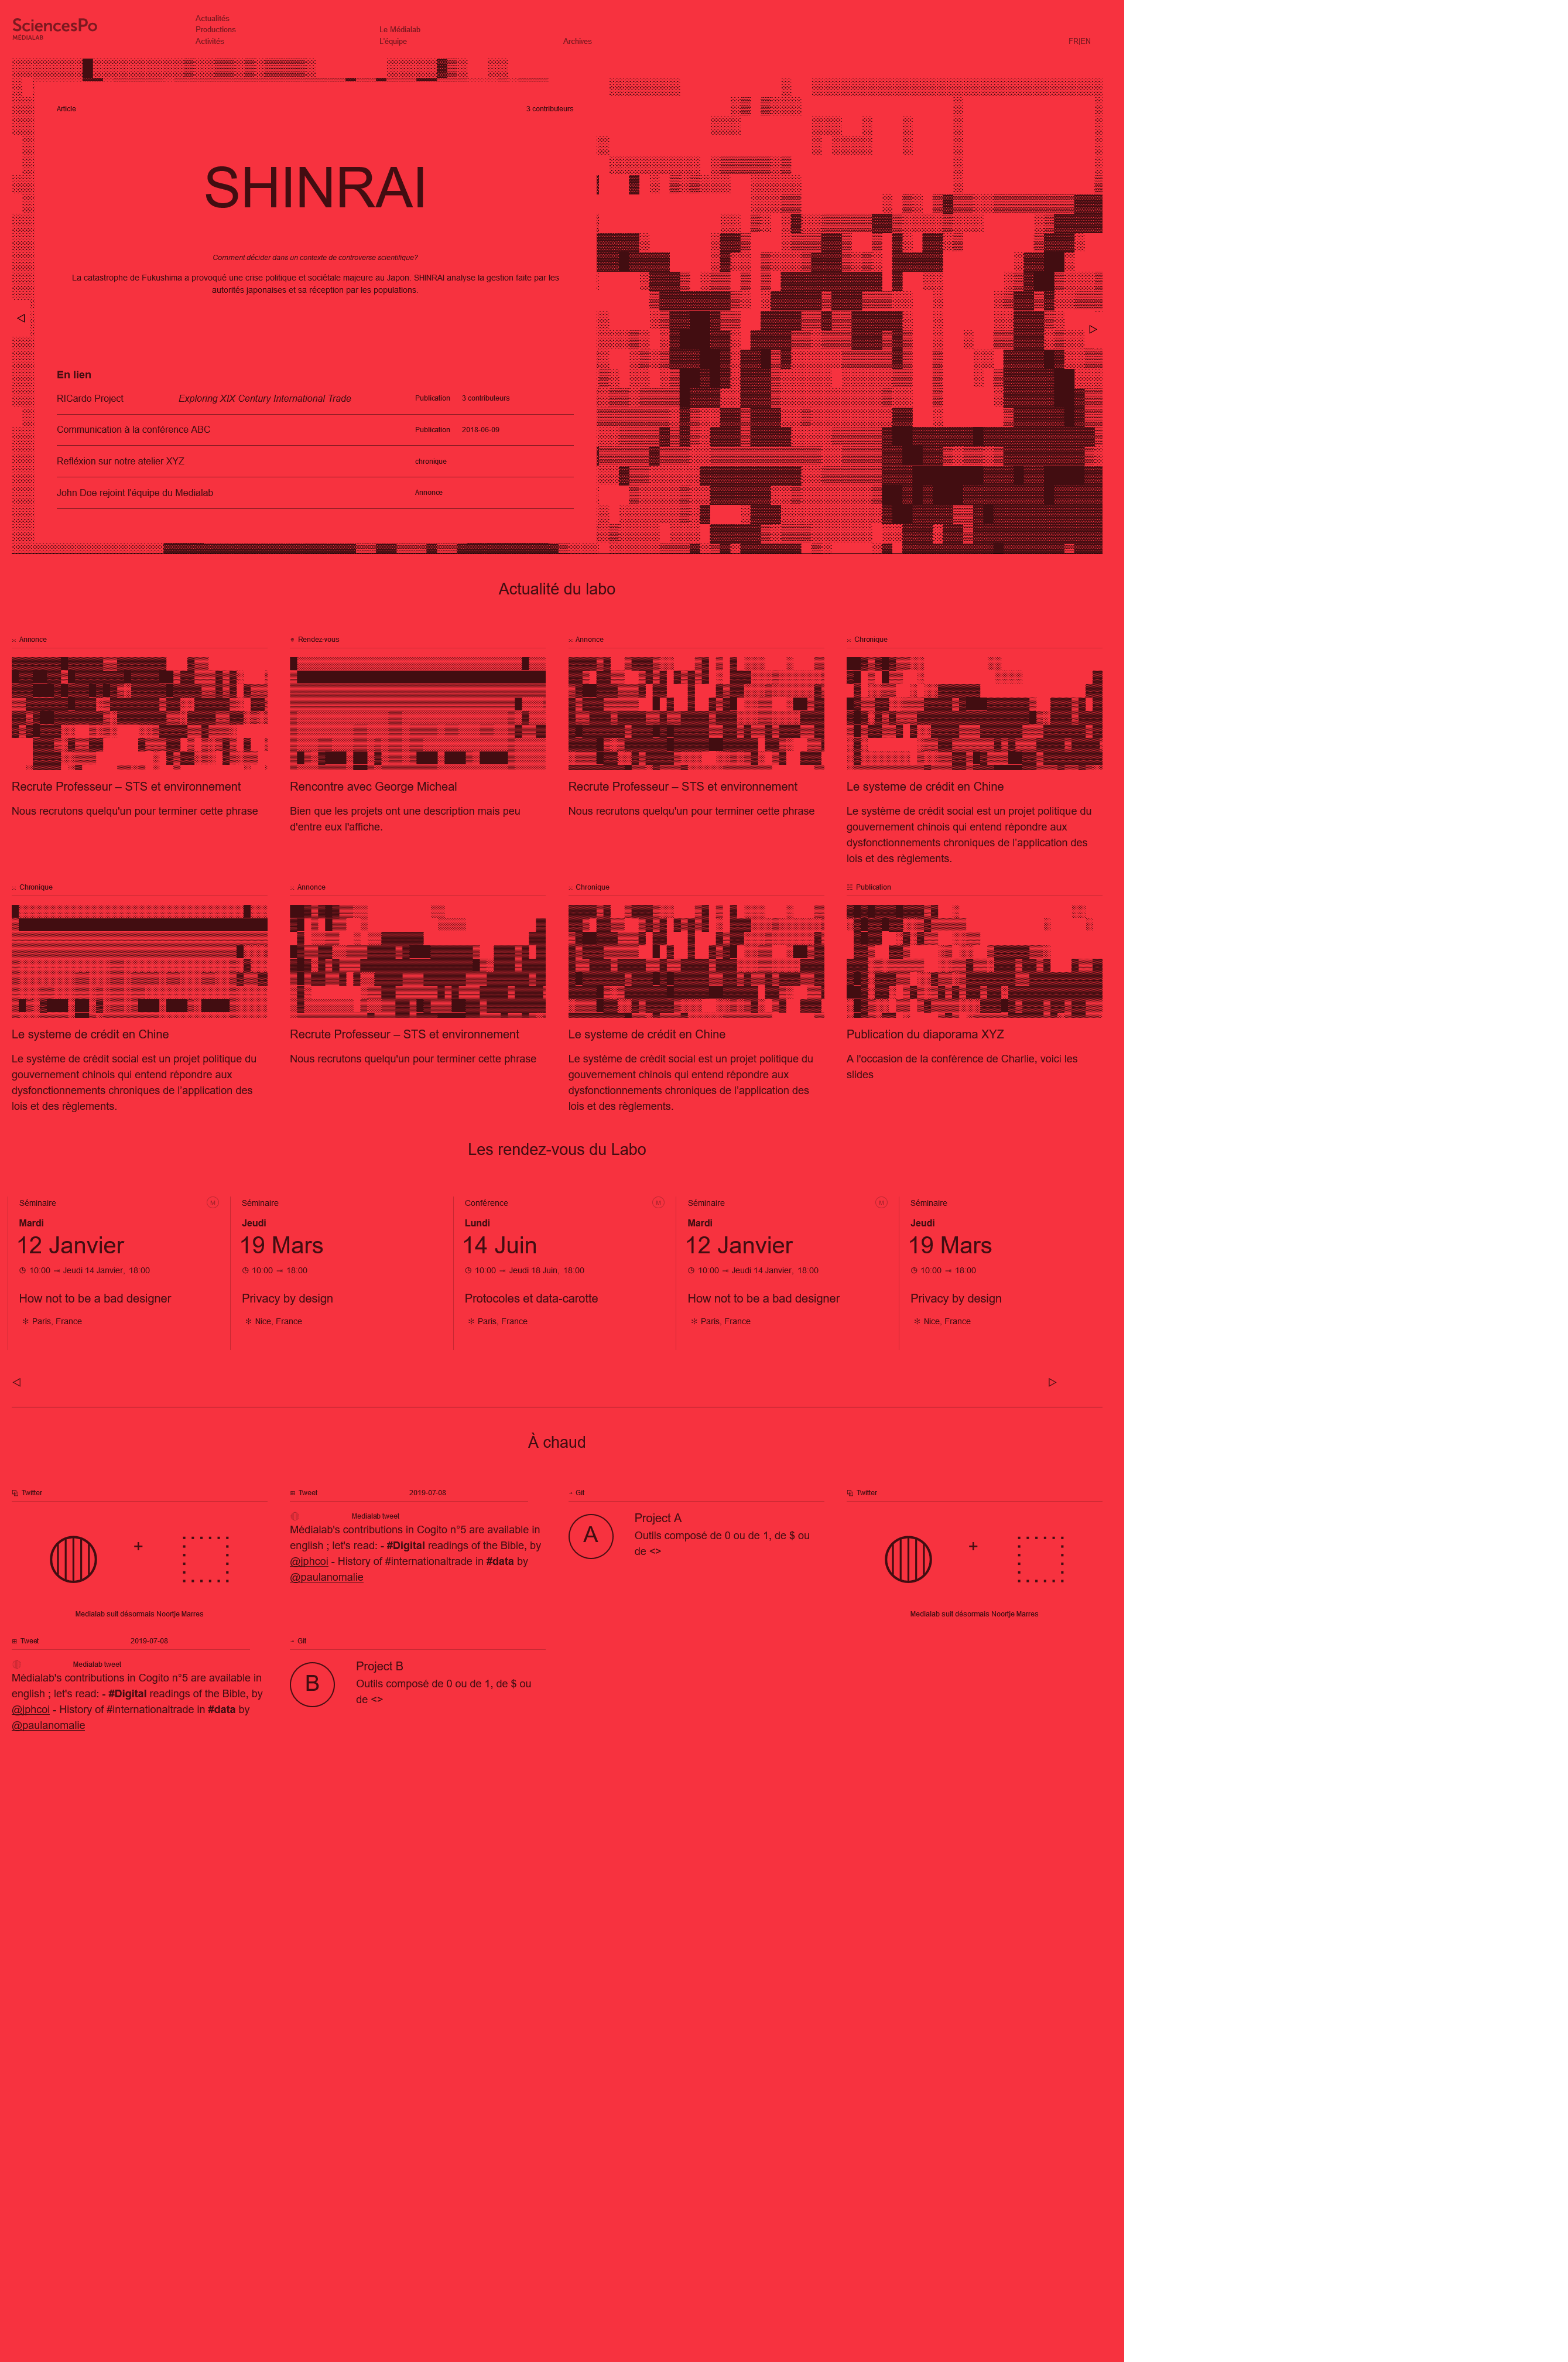 SciencesPo
MÉDIALAB
Actualités
Productions
Activités
Le Médialab
L'équipe
Archives
FR|EN
Article
3 contributeurs
SHINRAI
Comment décider dans un contexte de controverse scientifique?
La catastrophe de Fukushima a provoqué une crise politique et sociétale majeure au Japon. SHINRAI analyse la gestion faite par les
autorités japonaises et sa réception par les populations.
En lien
RICardo Project Exploring XIX Century International Trade Publication 3 contributeurs
Communication à la conférence ABC Publication 2018-06-09
Refléxion sur notre atelier XYZ chronique
John Doe rejoint l'équipe du Medialab Annonce
Actualité du labo
Annonce
Recrute Professeur – STS et environnement
Nous recrutons quelqu'un pour terminer cette phrase
Rendez-vous
Rencontre avec George Micheal
Bien que les projets ont une description mais peu
d'entre eux l'affiche.
Annonce
Recrute Professeur – STS et environnement
Nous recrutons quelqu'un pour terminer cette phrase
Chronique
Le systeme de crédit en Chine
Le système de crédit social est un projet politique du
gouvernement chinois qui entend répondre aux
dysfonctionnements chroniques de l'application des
lois et des règlements.
Chronique
Le systeme de crédit en Chine
Le système de crédit social est un projet politique du
gouvernement chinois qui entend répondre aux
dysfonctionnements chroniques de l'application des
lois et des règlements.
Annonce
Recrute Professeur – STS et environnement
Nous recrutons quelqu'un pour terminer cette phrase
Chronique
Le systeme de crédit en Chine
Le système de crédit social est un projet politique du
gouvernement chinois qui entend répondre aux
dysfonctionnements chroniques de l'application des
lois et des règlements.
Publication
Publication du diaporama XYZ
A l'occasion de la conférence de Charlie, voici les
slides
Les rendez-vous du Labo
Séminaire M
Mardi
12 Janvier
10:00 → Jeudi 14 Janvier, 18:00
How not to be a bad designer
Paris, France
Séminaire
Jeudi
19 Mars
10:00 → 18:00
Privacy by design
Nice, France
Conférence M
Lundi
14 Juin
10:00 → Jeudi 18 Juin, 18:00
Protocoles et data-carotte
Paris, France
Séminaire M
Mardi
12 Janvier
10:00 → Jeudi 14 Janvier, 18:00
How not to be a bad designer
Paris, France
Séminaire
Jeudi
19 Mars
10:00 → 18:00
Privacy by design
Nice, France
À chaud
Twitter
+
Medialab suit désormais Noortje Marres
Tweet 2019-07-08
Medialab tweet
Médialab's contributions in Cogito n°5 are available in
english ; let's read: - #Digital readings of the Bible, by
@jphcoi - History of #internationaltrade in #data by
@paulanomalie
Git
A
Project A
Outils composé de 0 ou de 1, de $ ou
de <>
Twitter
+
Medialab suit désormais Noortje Marres
Tweet 2019-07-08
Medialab tweet
Médialab's contributions in Cogito n°5 are available in
english ; let's read: - #Digital readings of the Bible, by
@jphcoi - History of #internationaltrade in #data by
@paulanomalie
Git
B
Project B
Outils composé de 0 ou de 1, de $ ou
de <>